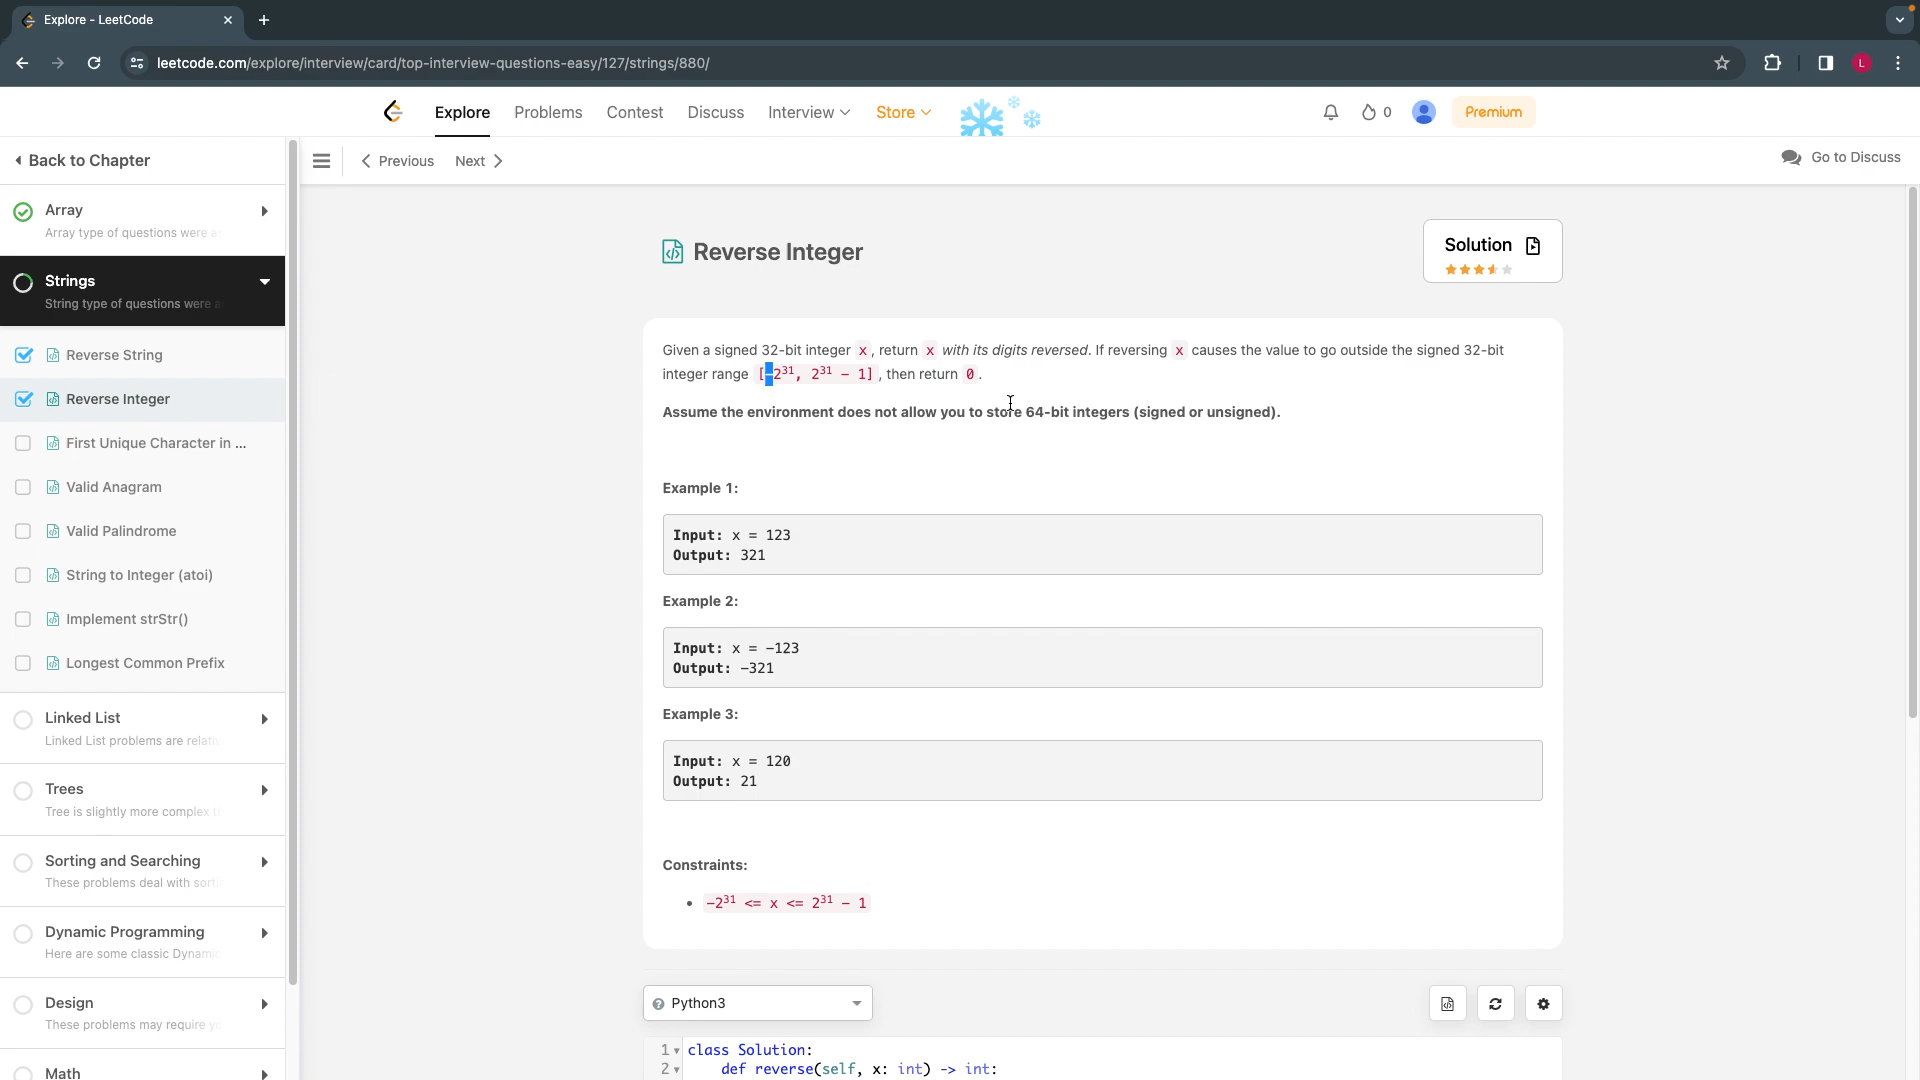 Explore - LeetCode
leetcode.com/explore/interview/card/top-interview-questions-easy/127/strings/880/
L
Explore Problems Contest Discuss Interview Store 0 Premium
Back to Chapter
Previous Next
Go to Discuss
Array
Array type of questions were a
Strings
String type of questions were a
Reverse String
Reverse Integer
First Unique Character in ...
Valid Anagram
Valid Palindrome
String to Integer (atoi)
Implement strStr()
Longest Common Prefix
Linked List
Linked List problems are relativ
Trees
Tree is slightly more complex t
Sorting and Searching
These problems deal with sorti
Dynamic Programming
Here are some classic Dynamic
Design
These problems may require y
Math
Reverse Integer
Solution
Given a signed 32-bit integer x, return x with its digits reversed. If reversing x causes the value to go outside the signed 32-bit
integer range [-2³¹, 2³¹ - 1], then return 0.
Assume the environment does not allow you to store 64-bit integers (signed or unsigned).
Example 1:
Input: x = 123
Output: 321
Example 2:
Input: x = -123
Output: -321
Example 3:
Input: x = 120
Output: 21
Constraints:
-2³¹ <= x <= 2³¹ - 1
Python3
1 class Solution:
2 def reverse(self, x: int) -> int: